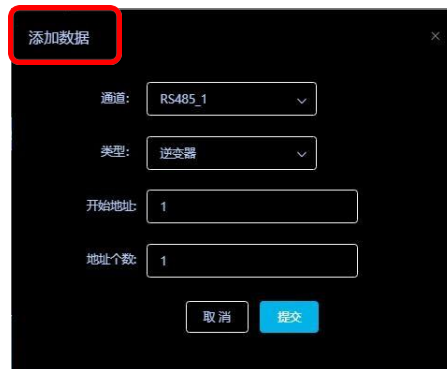 添加数据
通道: RS485_1
类型: 逆变器
开始地址: 1
地址个数: 1
取消 提交